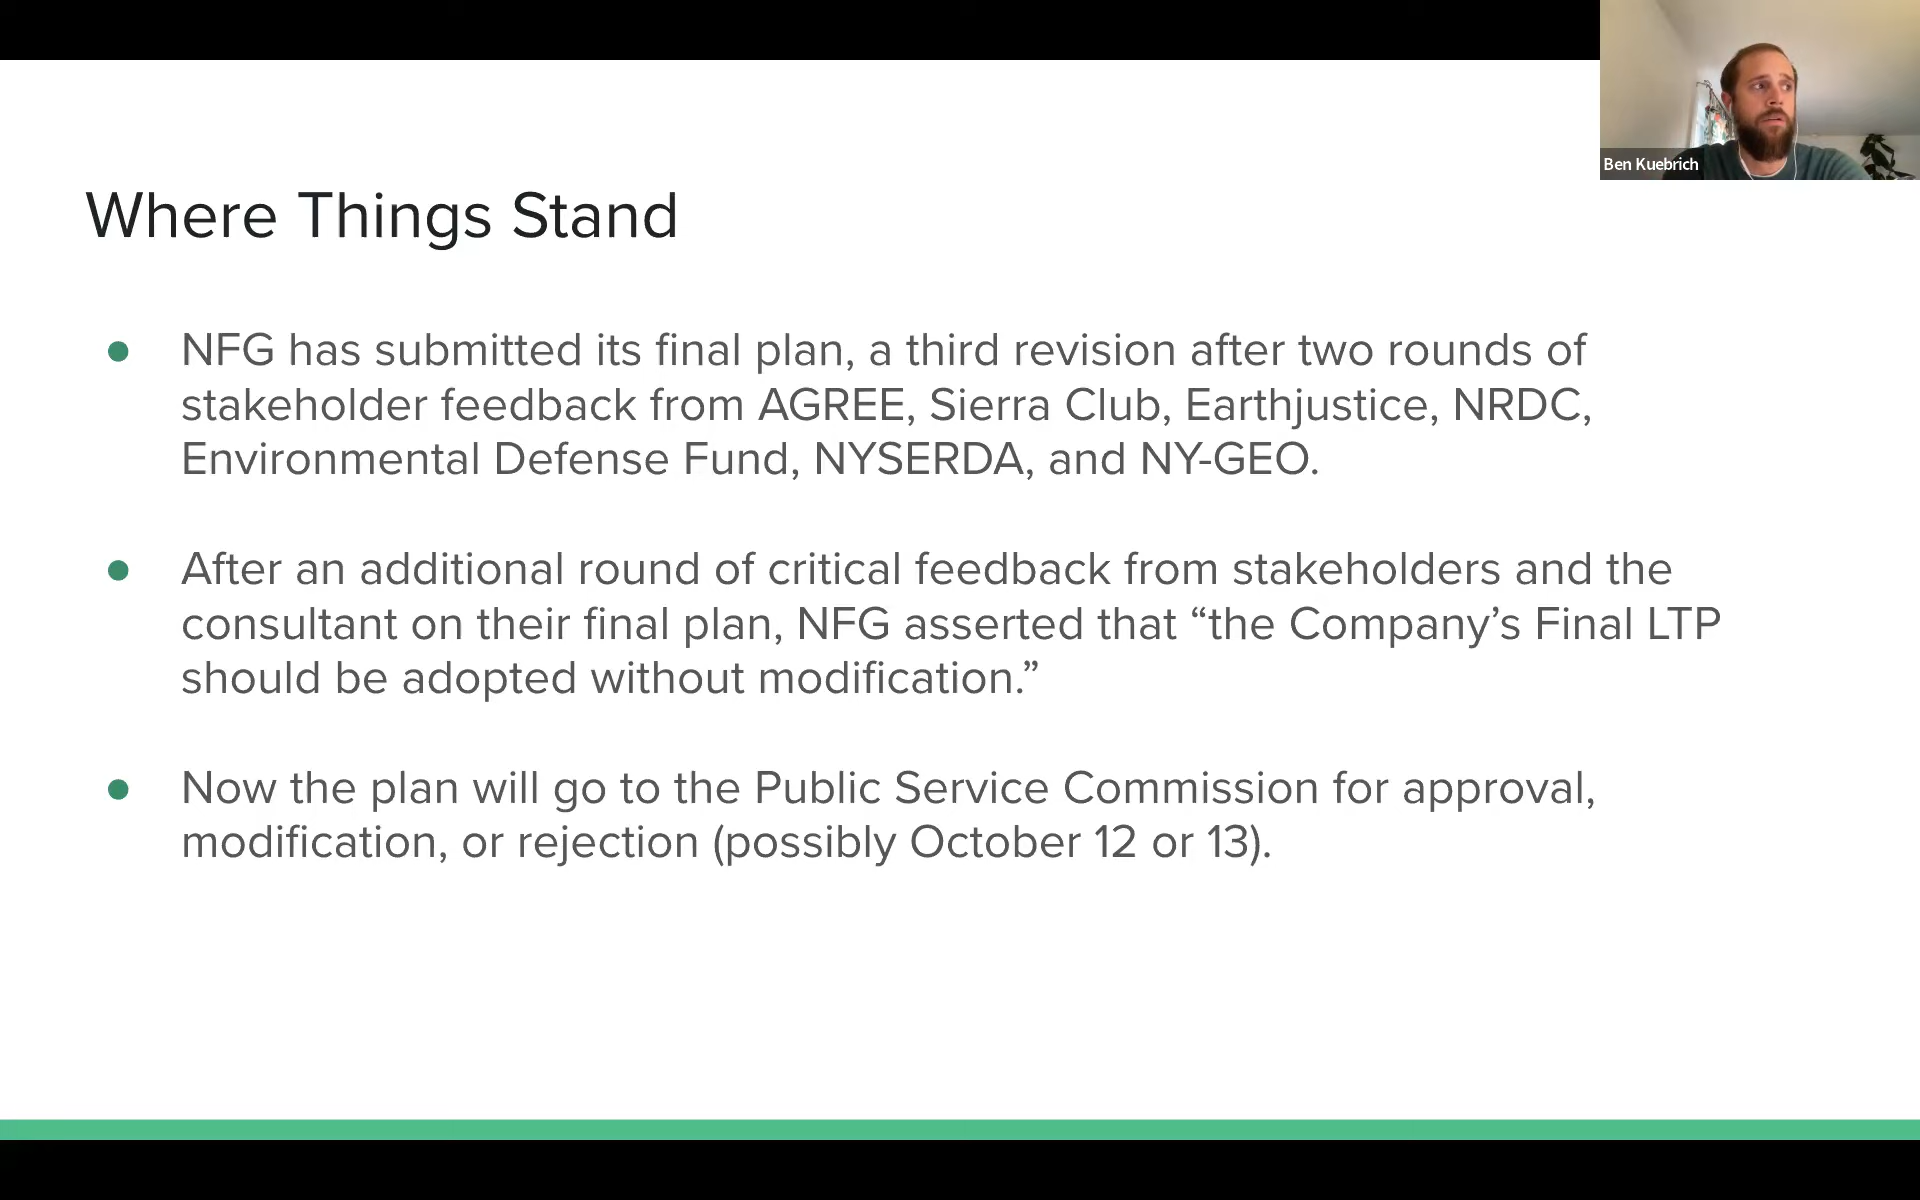 Ben Kuebrich
Where Things Stand
● NFG has submitted its final plan, a third revision after two rounds of
stakeholder feedback from AGREE, Sierra Club, Earthjustice, NRDC,
Environmental Defense Fund, NYSERDA, and NY-GEO.
● After an additional round of critical feedback from stakeholders and the
consultant on their final plan, NFG asserted that “the Company’s Final LTP
should be adopted without modification.”
● Now the plan will go to the Public Service Commission for approval,
modification, or rejection (possibly October 12 or 13).